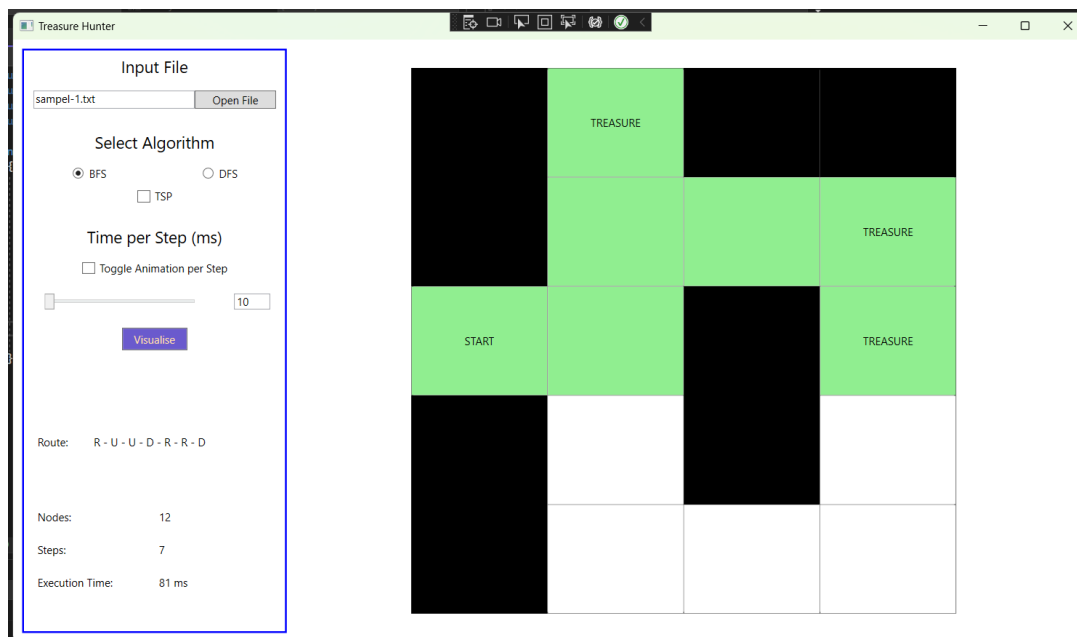 Treasure Hunter
Input File
sampel-1.txt
Open File
Select Algorithm
BFS
DFS
TSP
Time per Step (ms)
Toggle Animation per Step
10
Visualise
Route: R - U - U - D - R - R - D
Nodes: 12
Steps: 7
Execution Time: 81 ms
TREASURE
TREASURE
START
TREASURE